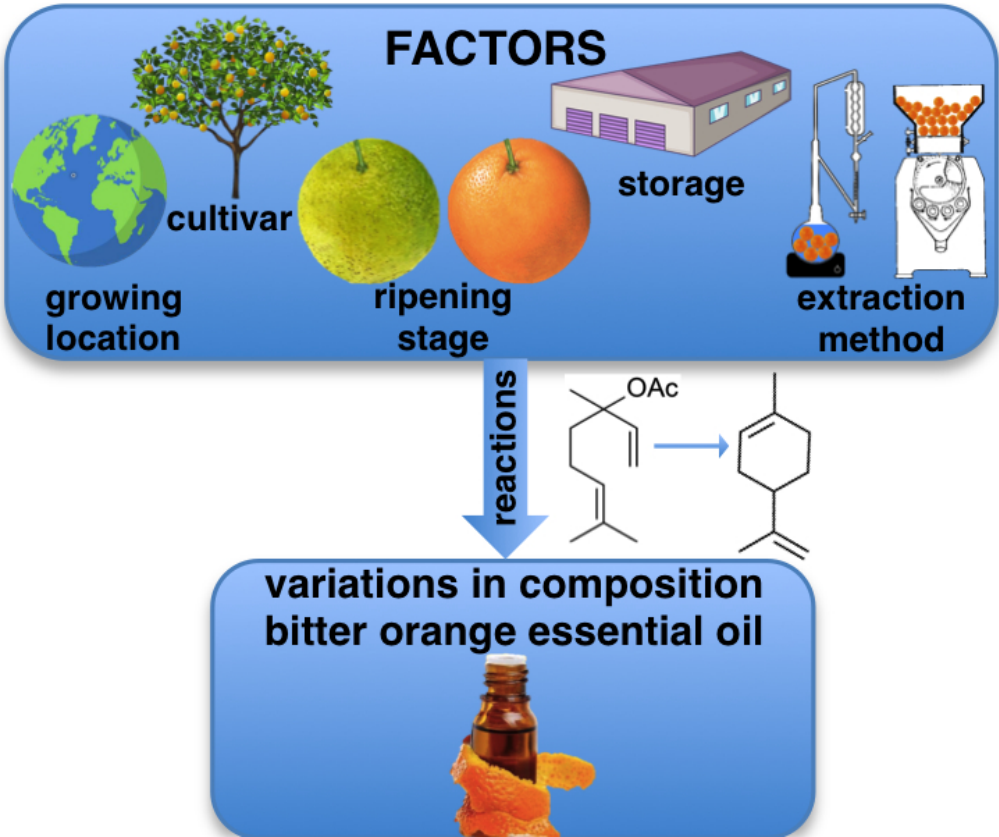 FACTORS
cultivar
storage
growing
location
ripening
stage
extraction
method
reactions
OAc
variations in composition
bitter orange essential oil